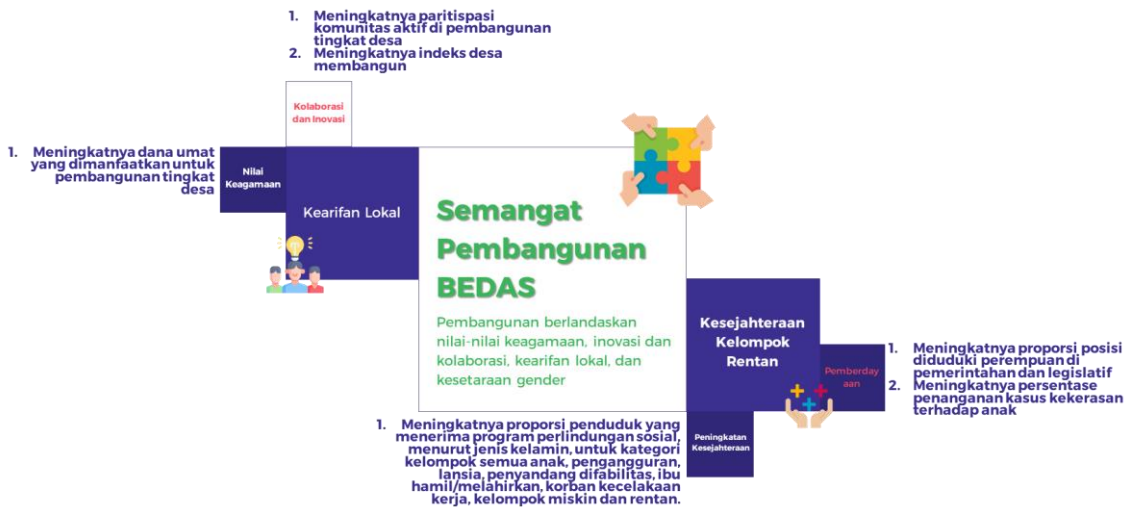 1. Meningkatnya paritispasi
komunitas aktif di pembangunan
tingkat desa
2. Meningkatnya indeks desa
membangun
Kolaborasi
dan Inovasi
1. Meningkatnya dana umat
yang dimanfaatkan untuk
pembangunan tingkat
desa
Nilai
Keagamaan
Kearifan Lokal
Semangat
Pembangunan
BEDAS
Pembangunan berlandaskan
nilai-nilai keagamaan, inovasi dan
kolaborasi, kearifan lokal, dan
kesetaraan gender
Kesejahteraan
Kelompok
Rentan
Pemberday
aan
1. Meningkatnya proporsi posisi
diduduki perempuan di
pemerintahan dan legislatif
2. Meningkatnya persentase
penanganan kasus kekerasan
terhadap anak
1. Meningkatnya proporsi penduduk yang
menerima program perlindungan sosial,
menurut jenis kelamin, untuk kategori
kelompok semua anak, pengangguran,
lansia, penyandang difabilitas, ibu
hamil/melahirkan, korban kecelakaan
kerja, kelompok miskin dan rentan.
Peningkatan
Kesejahteraan